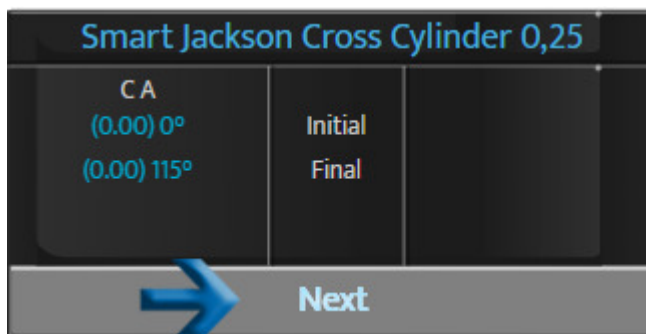 Smart Jackson Cross Cylinder 0,25
C A
(0.00) 0º Initial
(0.00) 115º Final
Next